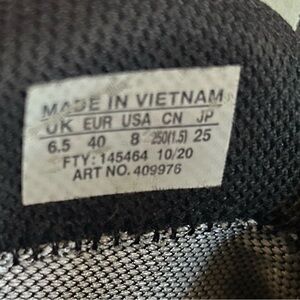 MADE IN VIETNAM
UK EUR USA CN JP
6.5 40 8 250(1.5) 25
FTY: 145464 10/20
ART NO. 409976